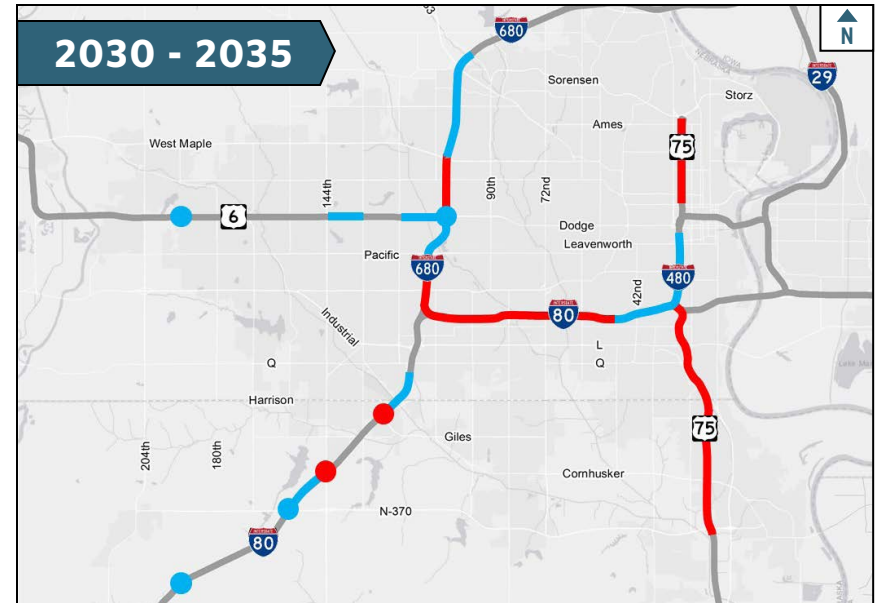 2030 - 2035
N
680
29
Sorensen
Storz
Ames
75
West Maple
144th
90th
72nd
6
Dodge
Leavenworth
Pacific
680
480
42nd
80
Industrial
L
Q
Q
Harrison
75
Giles
204th
180th
Cornhusker
N-370
80